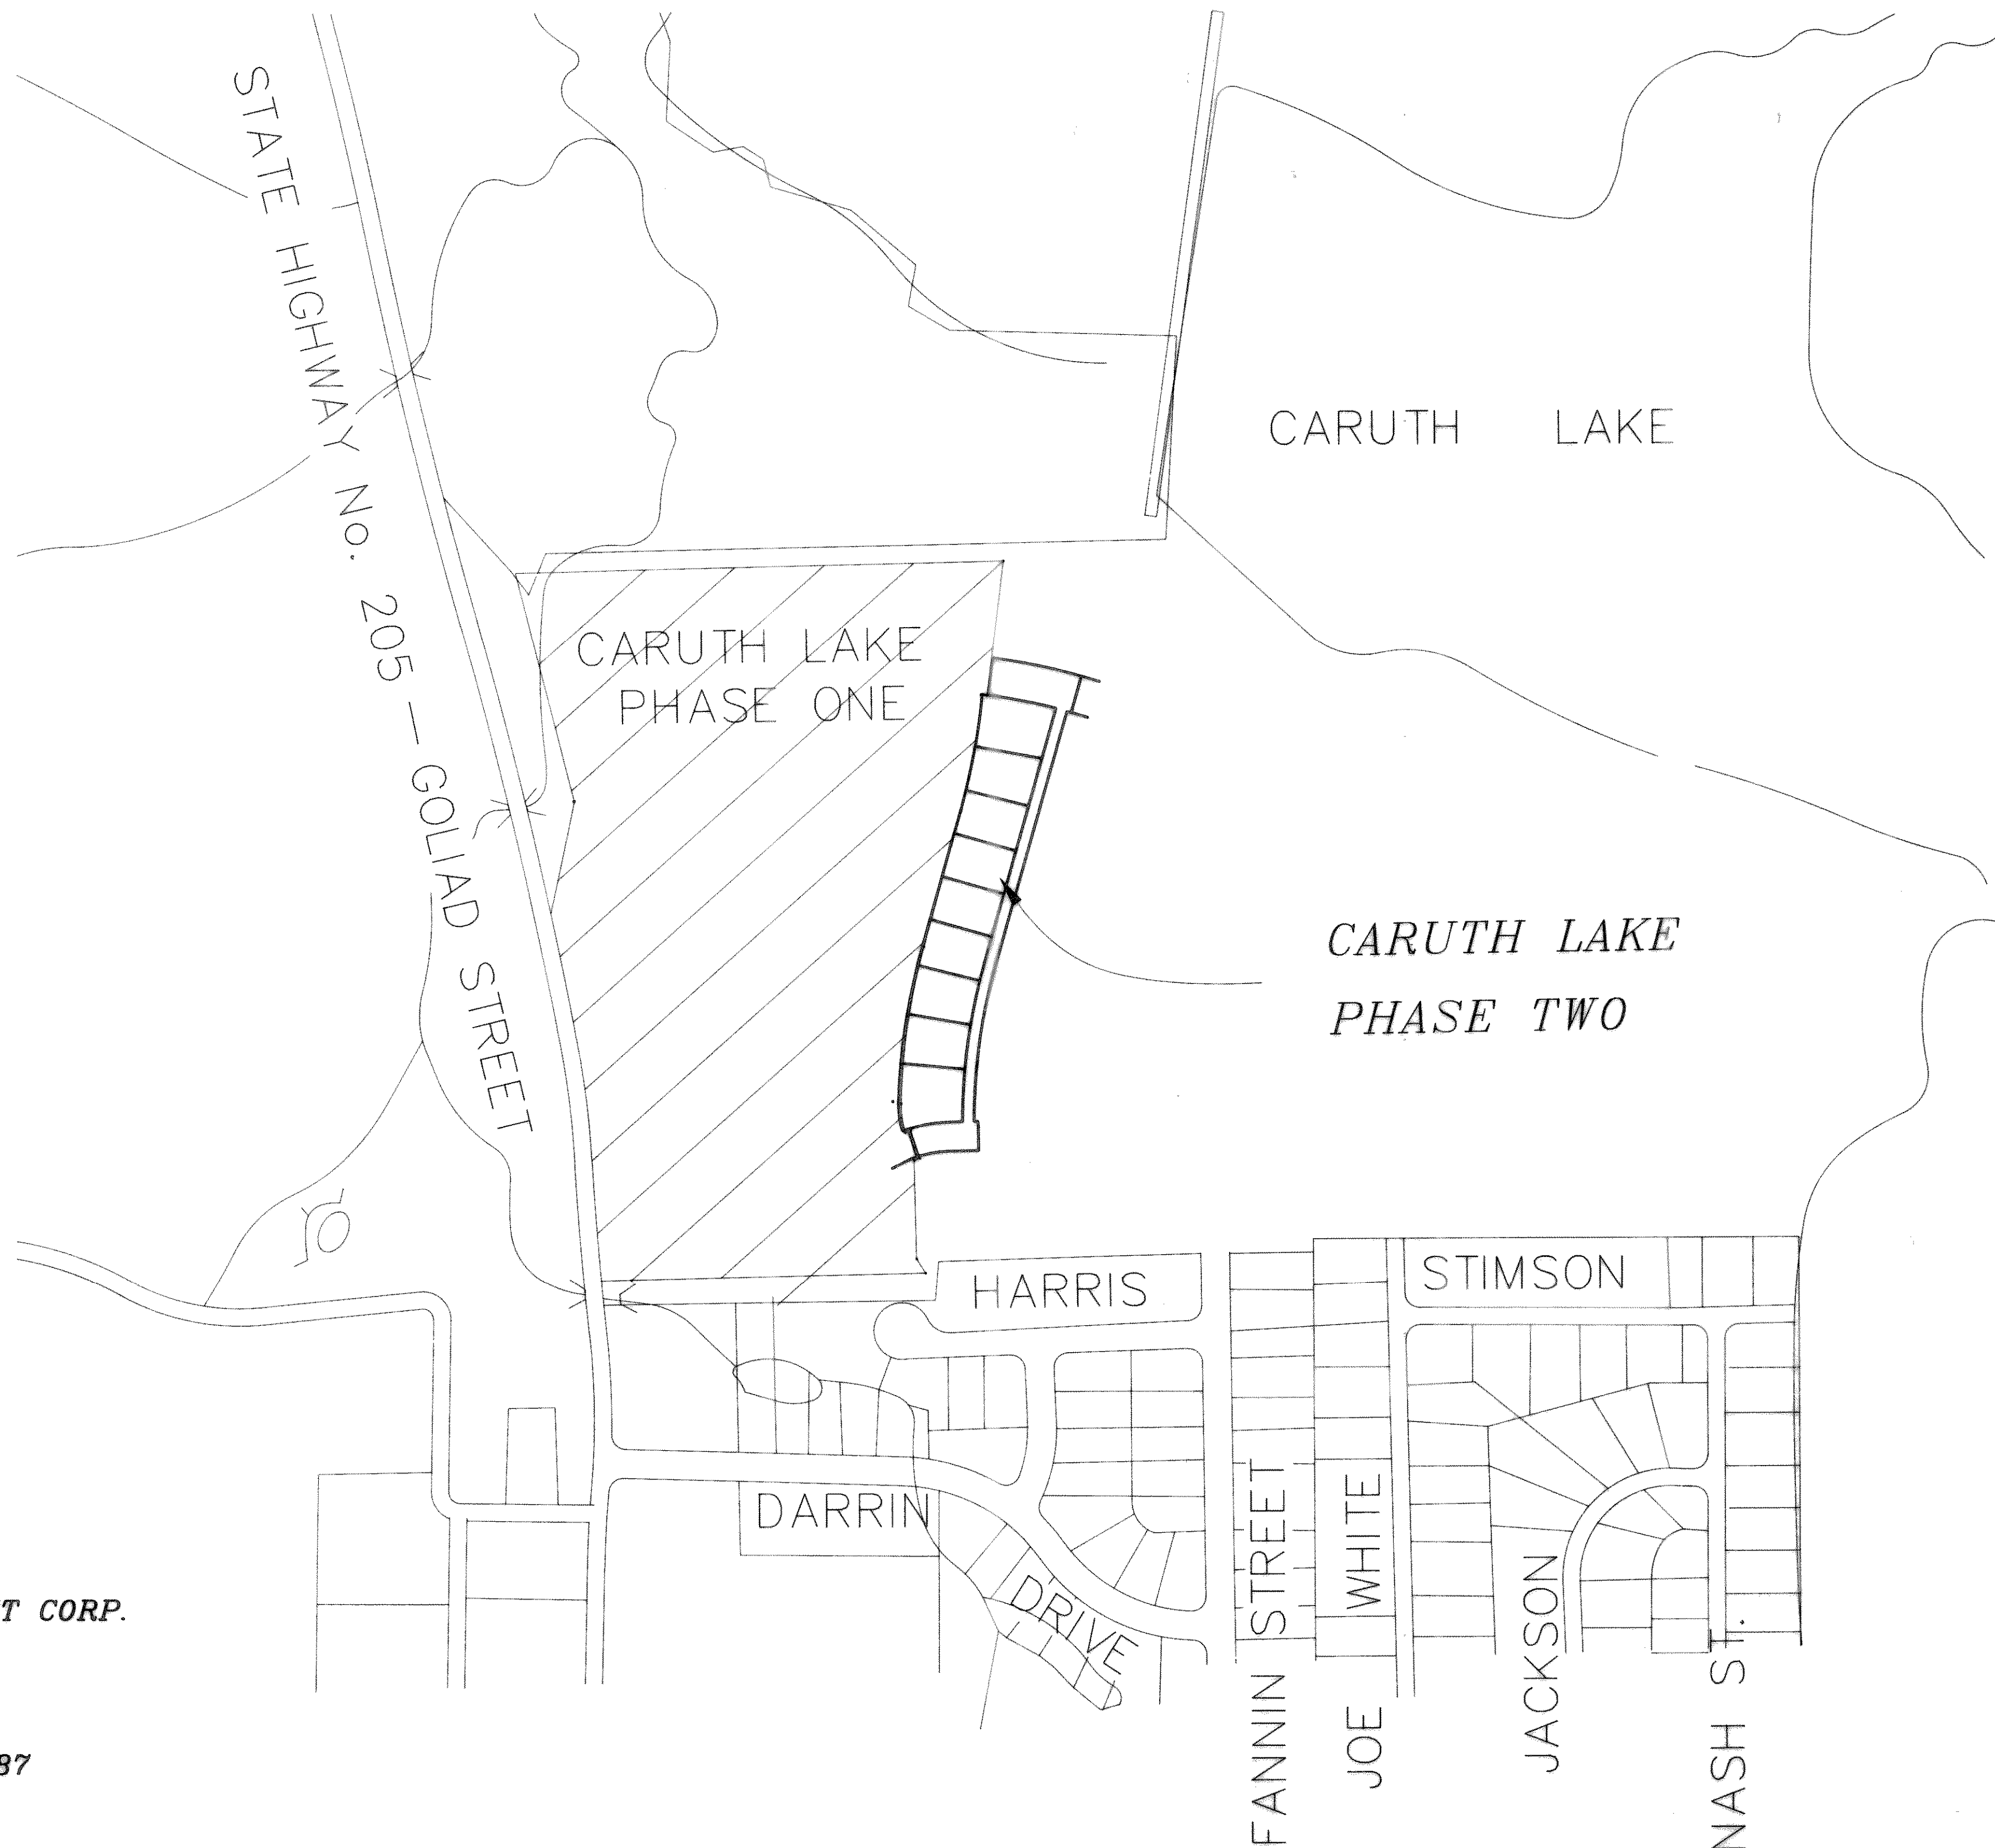 STATE HIGHWAY No. 205 — GOLIAD STREET
CARUTH LAKE
CARUTH LAKE
PHASE ONE
CARUTH LAKE
PHASE TWO
HARRIS
STIMSON
DARRIN
DRIVE
FANNIN STREET
JOE WHITE
JACKSON
NASH ST.
T CORP.
87